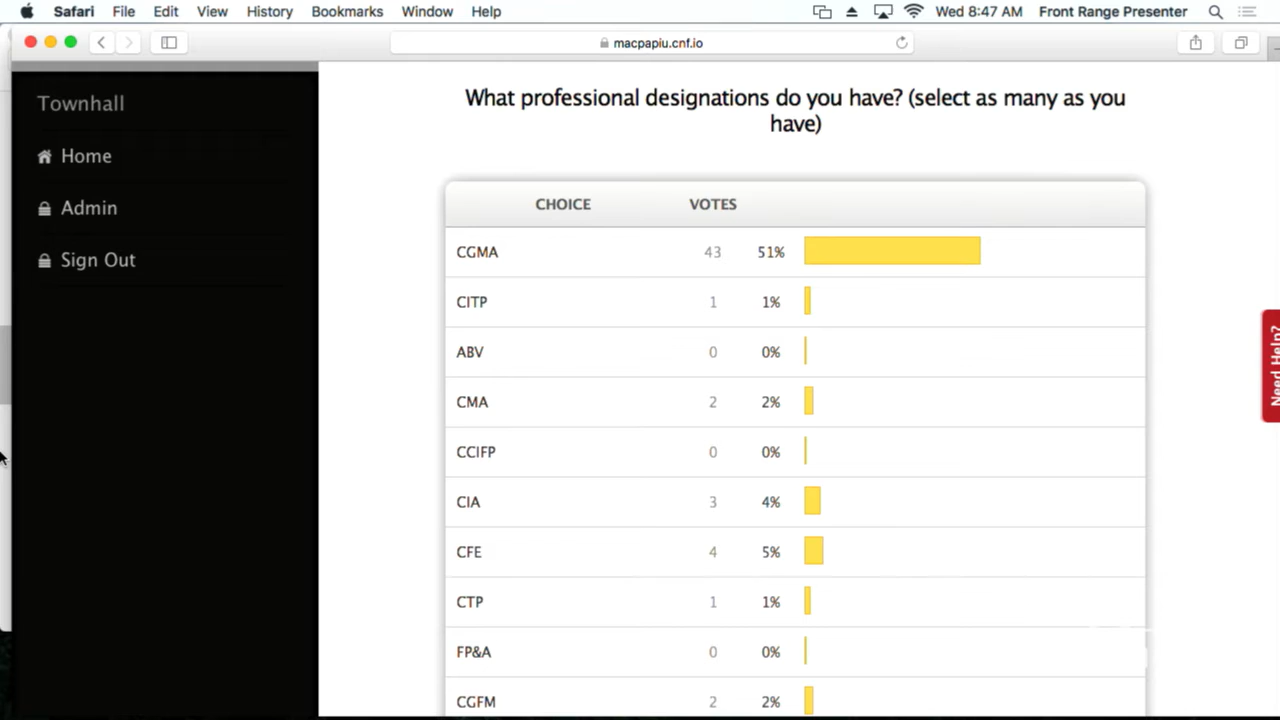 Safari File Edit View History Bookmarks Window Help Wed 8:47 AM Front Range Presenter
macpapiu.cnf.io
Townhall
Home
Admin
Sign Out
What professional designations do you have? (select as many as you
have)
CHOICE VOTES
CGMA 43 51%
CITP 1 1%
ABV 0 0%
CMA 2 2%
CCIFP 0 0%
CIA 3 4%
CFE 4 5%
CTP 1 1%
FP&A 0 0%
CGFM 2 2%
Need Help?